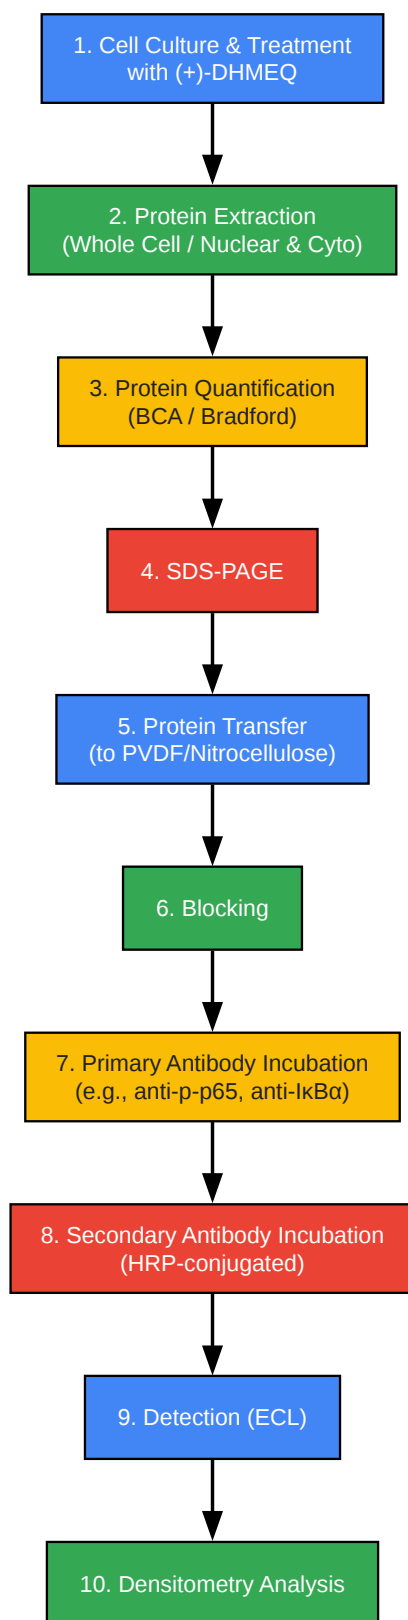 1. Cell Culture & Treatment
with (+)-DHMEQ
2. Protein Extraction
(Whole Cell / Nuclear & Cyto)
3. Protein Quantification
(BCA / Bradford)
4. SDS-PAGE
5. Protein Transfer
(to PVDF/Nitrocellulose)
6. Blocking
7. Primary Antibody Incubation
(e.g., anti-p-p65, anti-IκBα)
8. Secondary Antibody Incubation
(HRP-conjugated)
9. Detection (ECL)
10. Densitometry Analysis